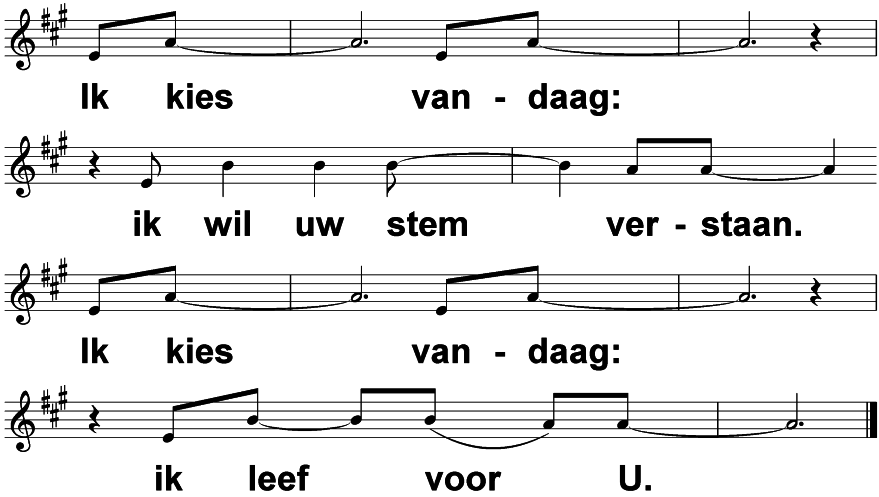 Ik kies van - daag:
ik wil uw stem ver - staan.
Ik kies van - daag:
ik leef voor U.